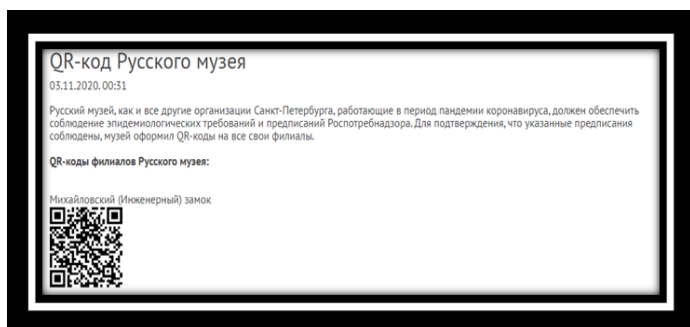 QR-код Русского музея
03.11.2020. 00:31
Русский музей, как и все другие организации Санкт-Петербурга, работающие в период пандемии коронавируса, должен обеспечить
соблюдение эпидемиологических требований и предписаний Роспотребнадзора. Для подтверждения, что указанные предписания
соблюдены, музей оформил QR-коды на все свои филиалы.
QR-коды филиалов Русского музея:
Михайловский (Инженерный) замок